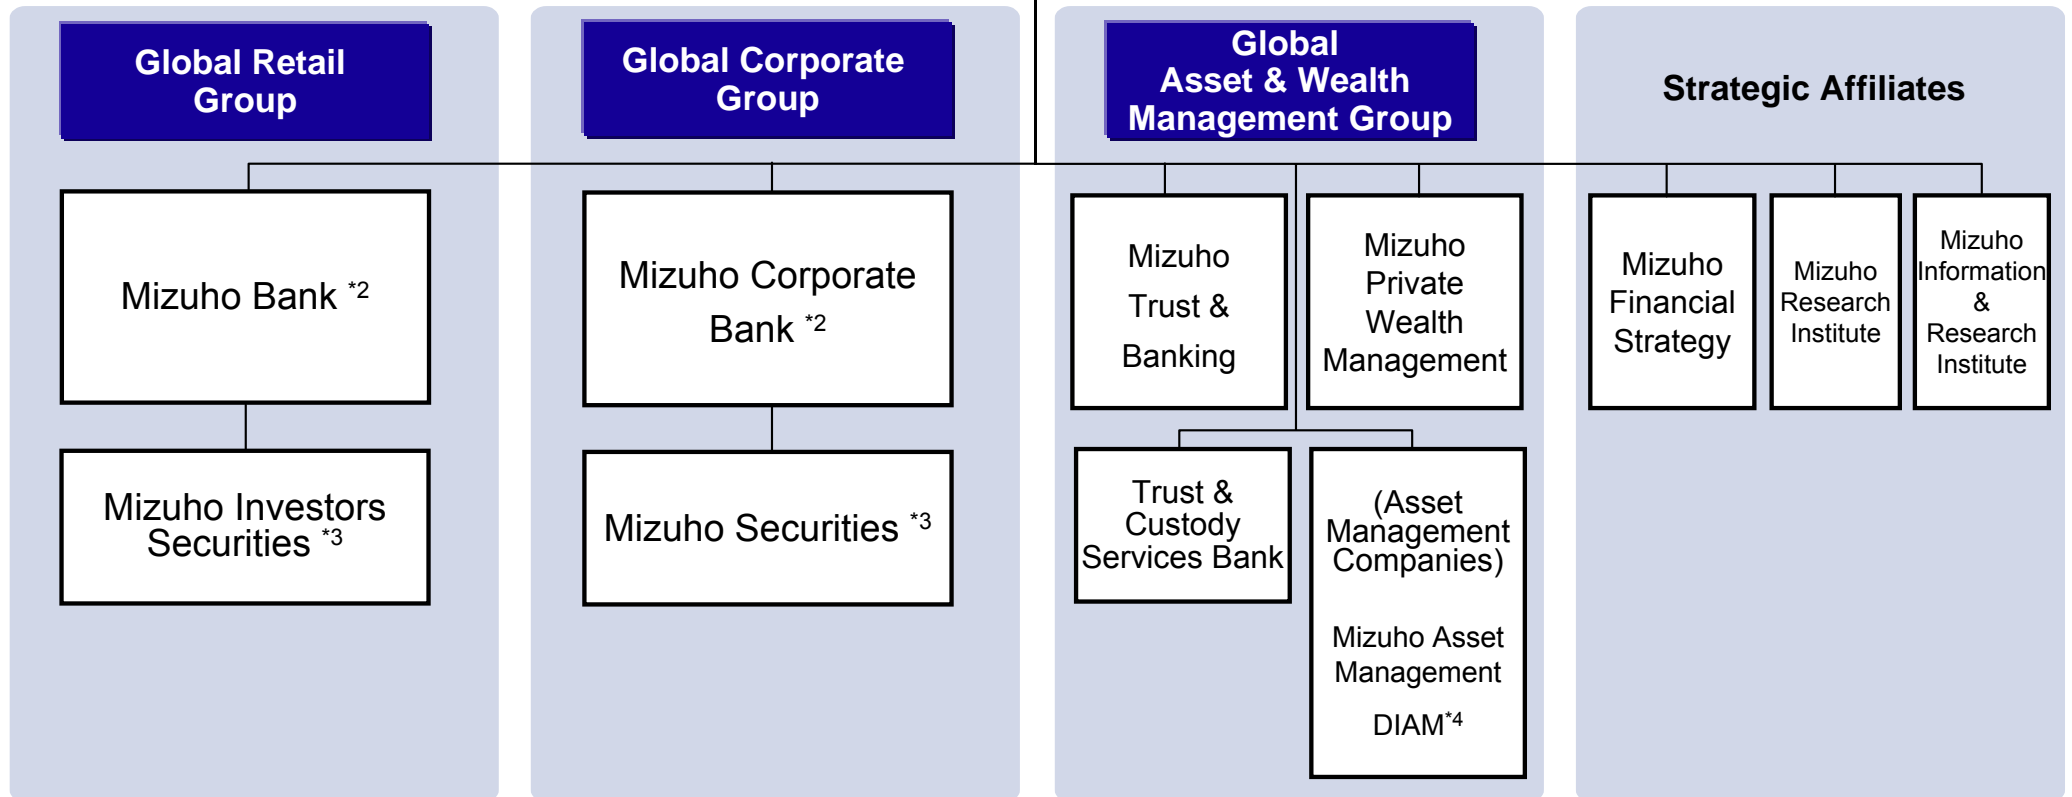 Global Retail
Group
Global Corporate
Group
Global
Asset & Wealth
Management Group
Strategic Affiliates
Mizuho Bank *2
Mizuho Investors
Securities *3
Mizuho Corporate
Bank *2
Mizuho Securities *3
Mizuho
Trust &
Banking
Mizuho
Private
Wealth
Management
Trust &
Custody
Services Bank
(Asset
Management
Companies)
Mizuho Asset
Management
DIAM*4
Mizuho
Financial
Strategy
Mizuho
Research
Institute
Mizuho
Information
&
Research
Institute